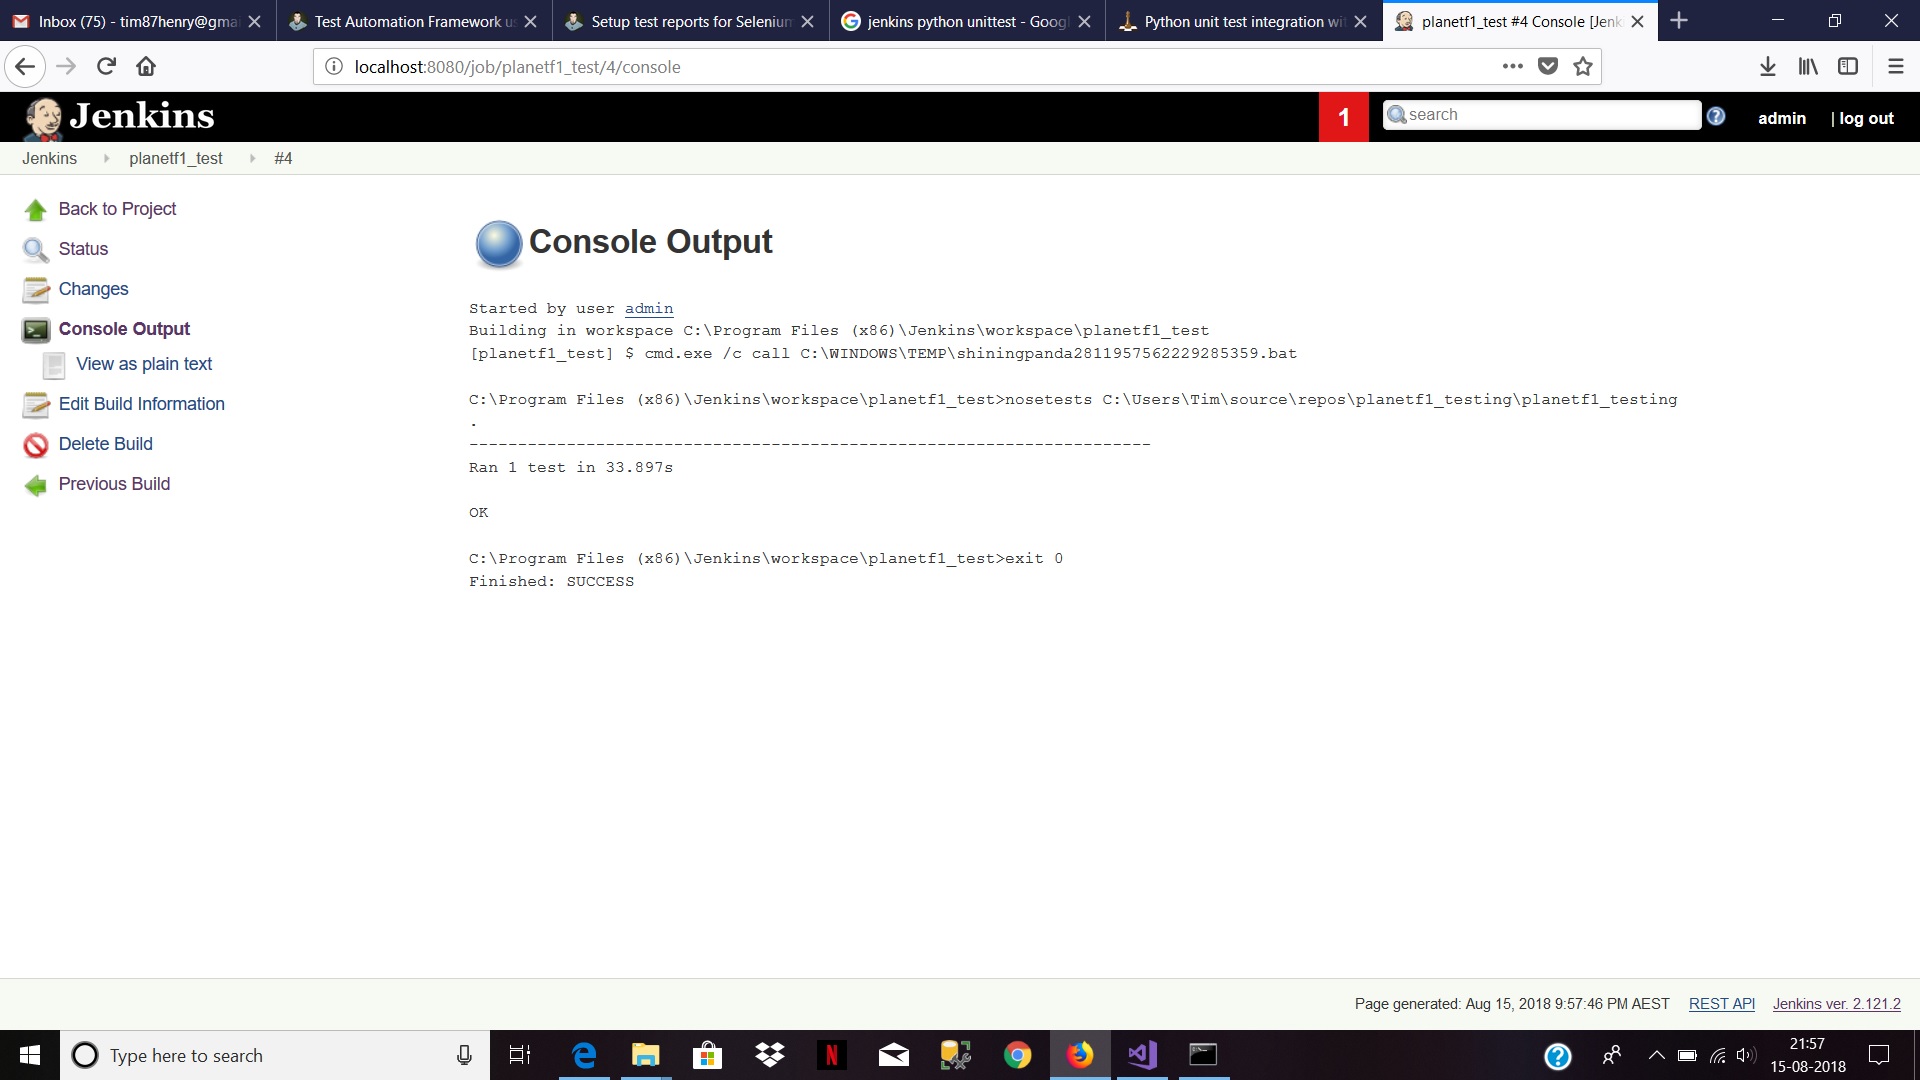 Inbox (75) - tim87henry@gma
Test Automation Framework u
Setup test reports for Selenium
jenkins python unittest - Goog
Python unit test integration wi
planetf1_test #4 Console [Jenk
localhost:8080/job/planetf1_test/4/console
Jenkins
1
search
admin
| log out
Jenkins
planetf1_test
#4
Back to Project
Status
Changes
Console Output
View as plain text
Edit Build Information
Delete Build
Previous Build
Console Output
Started by user admin
Building in workspace C:\Program Files (x86)\Jenkins\workspace\planetf1_test
[planetf1_test] $ cmd.exe /c call C:\WINDOWS\TEMP\shiningpanda2811957562229285359.bat
C:\Program Files (x86)\Jenkins\workspace\planetf1_test>nosetests C:\Users\Tim\source\repos\planetf1_testing\planetf1_testing
.
----------------------------------------------------------------------
Ran 1 test in 33.897s
OK
C:\Program Files (x86)\Jenkins\workspace\planetf1_test>exit 0
Finished: SUCCESS
Page generated: Aug 15, 2018 9:57:46 PM AEST
REST API
Jenkins ver. 2.121.2
Type here to search
21:57
15-08-2018